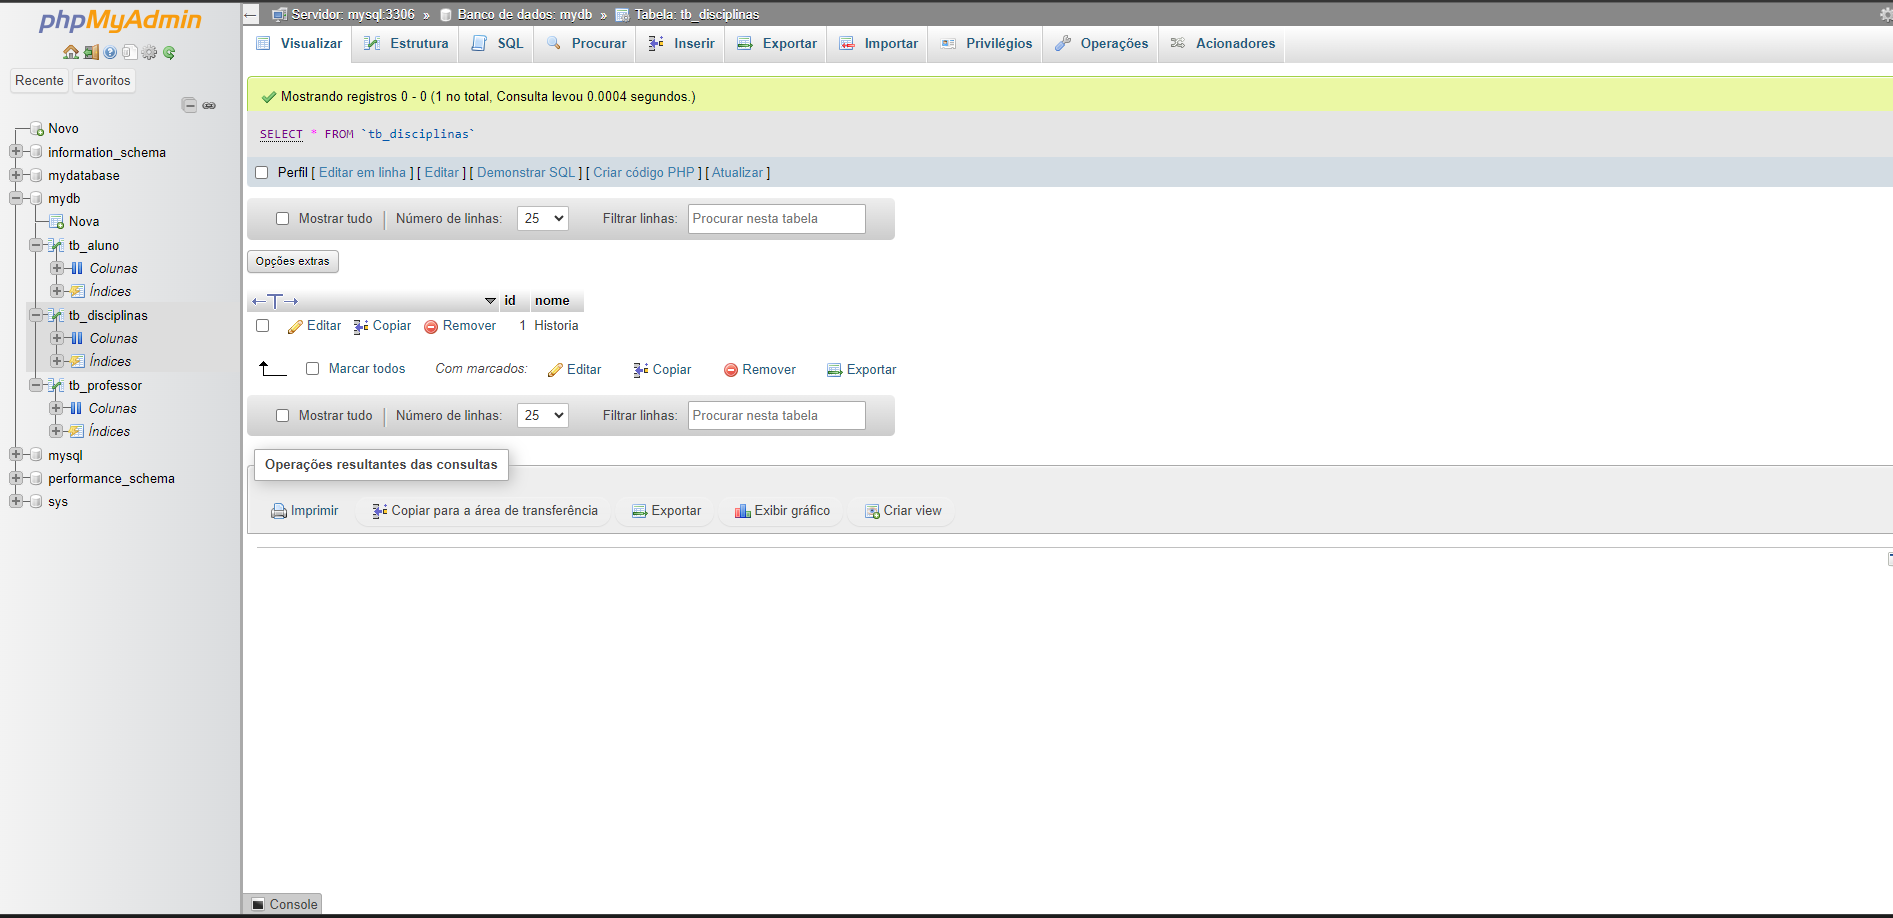 phpMyAdmin
Recente Favoritos
Novo
information_schema
mydatabase
mydb
Nova
tb_aluno
Colunas
Índices
tb_disciplinas
Colunas
Índices
tb_professor
Colunas
Índices
mysql
performance_schema
sys
Servidor: mysql:3306 » Banco de dados: mydb » Tabela: tb_disciplinas
Visualizar Estrutura SQL Procurar Inserir Exportar Importar Privilégios Operações Acionadores
Mostrando registros 0 - 0 (1 no total, Consulta levou 0.0004 segundos.)
SELECT * FROM `tb_disciplinas`
Perfil [ Editar em linha ] [ Editar ] [ Demonstrar SQL ] [ Criar código PHP ] [ Atualizar ]
Mostrar tudo | Número de linhas: 25 Filtrar linhas: Procurar nesta tabela
Opções extras
←T→ id nome
Editar Copiar Remover 1 Historia
Marcar todos Com marcados: Editar Copiar Remover Exportar
Mostrar tudo | Número de linhas: 25 Filtrar linhas: Procurar nesta tabela
Operações resultantes das consultas
Imprimir Copiar para a área de transferência Exportar Exibir gráfico Criar view
Console